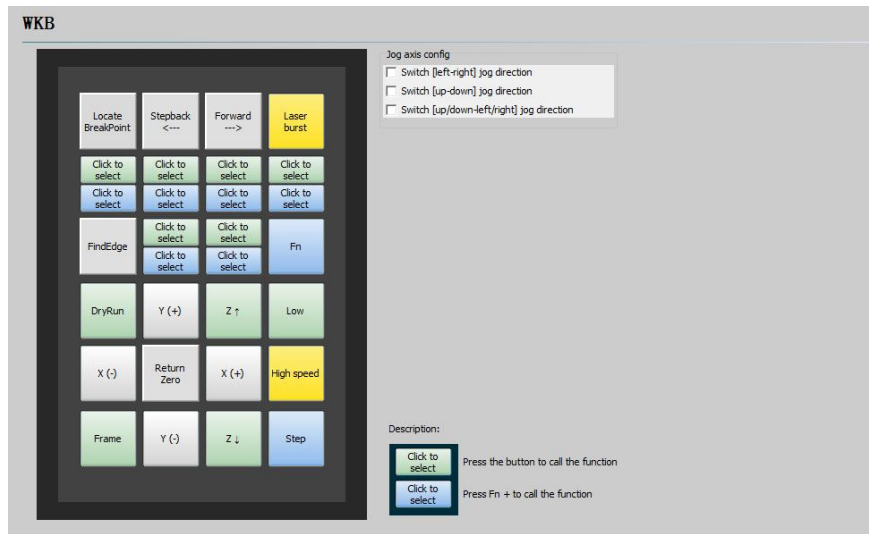 WKB
Jog axis config
Switch [left-right] jog direction
Switch [up-down] jog direction
Switch [up/down-left/right] jog direction
Locate
BreakPoint
Stepback
<---
Forward
--->
Laser
burst
Click to
select
Click to
select
Click to
select
Click to
select
Click to
select
Click to
select
Click to
select
Click to
select
FindEdge
Click to
select
Click to
select
Click to
select
Click to
select
Fn
DryRun
Y (+)
Z ↑
Low
X (-)
Return
Zero
X (+)
High speed
Frame
Y (-)
Z ↓
Step
Description:
Click to
select
Press the button to call the function
Click to
select
Press Fn + to call the function